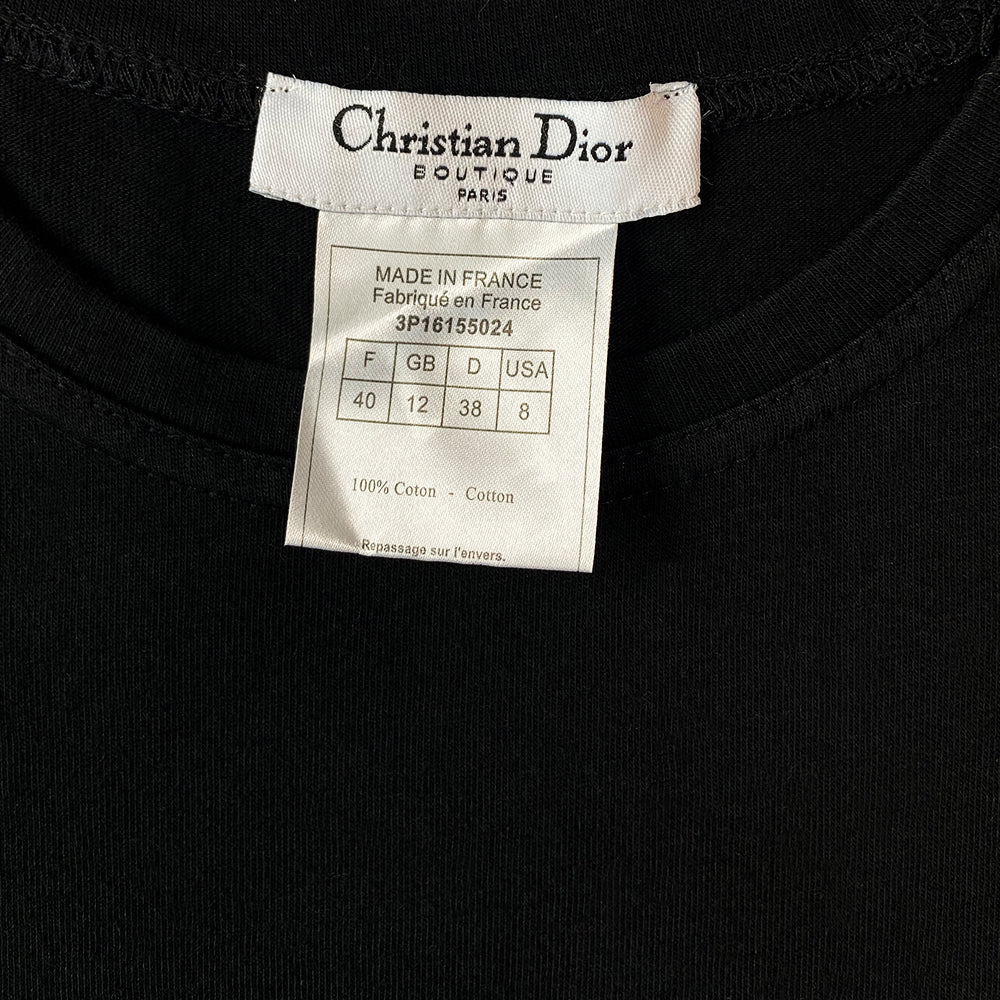 Christian Dior
BOUTIQUE
PARIS
MADE IN FRANCE
Fabriqué en France
3P16155024
F GB D USA
40 12 38 8
100% Coton - Cotton
Repassage sur l'envers.